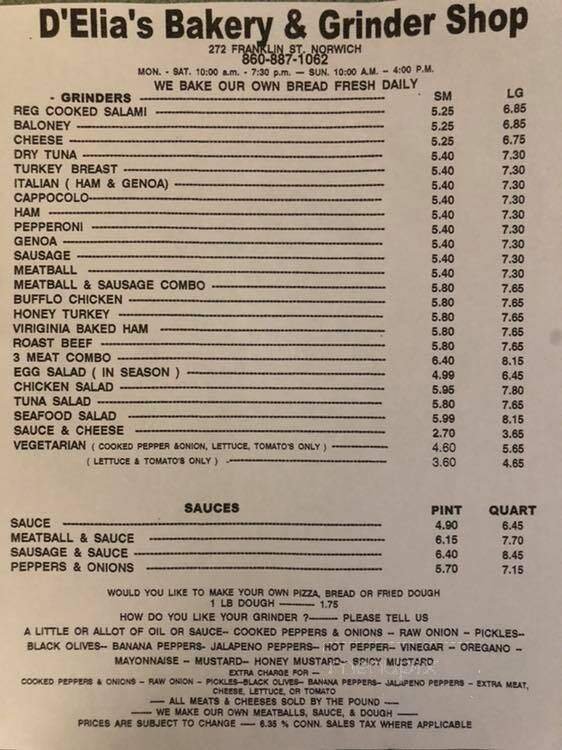 D'Elia's Bakery & Grinder Shop
272 FRANKLIN ST. NORWICH
860-887-1062
MON. - SAT. 10:00 a.m. - 7:30 p.m. — SUN. 10:00 A.M. – 4:00 P.M.
WE BAKE OUR OWN BREAD FRESH DAILY
- GRINDERS SM LG
REG COOKED SALAMI 5.25 6.85
BALONEY 5.25 6.85
CHEESE 5.25 6.75
DRY TUNA 5.40 7.30
TURKEY BREAST 5.40 7.30
ITALIAN ( HAM & GENOA) 5.40 7.30
CAPPOCOLO 5.40 7.30
HAM 5.40 7.30
PEPPERONI 5.40 7.30
GENOA 5.40 7.30
SAUSAGE 5.40 7.30
MEATBALL 5.40 7.30
MEATBALL & SAUSAGE COMBO 5.80 7.65
BUFFLO CHICKEN 5.80 7.65
HONEY TURKEY 5.80 7.65
VIRIGINIA BAKED HAM 5.80 7.65
ROAST BEEF 5.80 7.65
3 MEAT COMBO 6.40 8.15
EGG SALAD ( IN SEASON ) 4.99 6.45
CHICKEN SALAD 5.95 7.80
TUNA SALAD 5.80 7.65
SEAFOOD SALAD 5.99 8.15
SAUCE & CHEESE 2.70 3.65
VEGETARIAN ( COOKED PEPPER &ONION, LETTUCE, TOMATO'S ONLY ) 4.60 5.65
( LETTUCE & TOMATO'S ONLY ) 3.60 4.65
SAUCES PINT QUART
SAUCE 4.90 6.45
MEATBALL & SAUCE 6.15 7.70
SAUSAGE & SAUCE 6.40 8.45
PEPPERS & ONIONS 5.70 7.15
WOULD YOU LIKE TO MAKE YOUR OWN PIZZA, BREAD OR FRIED DOUGH
1 LB DOUGH ---------- 1.75
HOW DO YOU LIKE YOUR GRINDER ?-------- PLEASE TELL US
A LITTLE OR ALLOT OF OIL OR SAUCE-- COOKED PEPPERS & ONIONS -- RAW ONION -- PICKLES--
BLACK OLIVES-- BANANA PEPPERS- JALAPENO PEPPERS-- HOT PEPPER-- VINEGAR -- OREGANO --
MAYONNAISE -- MUSTARD-- HONEY MUSTARD-- SPICY MUSTARD
EXTRA CHARGE FOR --
COOKED PEPPERS & ONIONS -- RAW ONION -- PICKLES--BLACK OLIVES-- BANANA PEPPERS-- JALAPENO PEPPERS -- EXTRA MEAT,
CHEESE, LETTUCE, OR TOMATO
---- ALL MEATS & CHEESES SOLD BY THE POUND ----
---- WE MAKE OUR OWN MEATBALLS, SAUCE, & DOUGH ----
PRICES ARE SUBJECT TO CHANGE ---- 6.35 % CONN. SALES TAX WHERE APPLICABLE